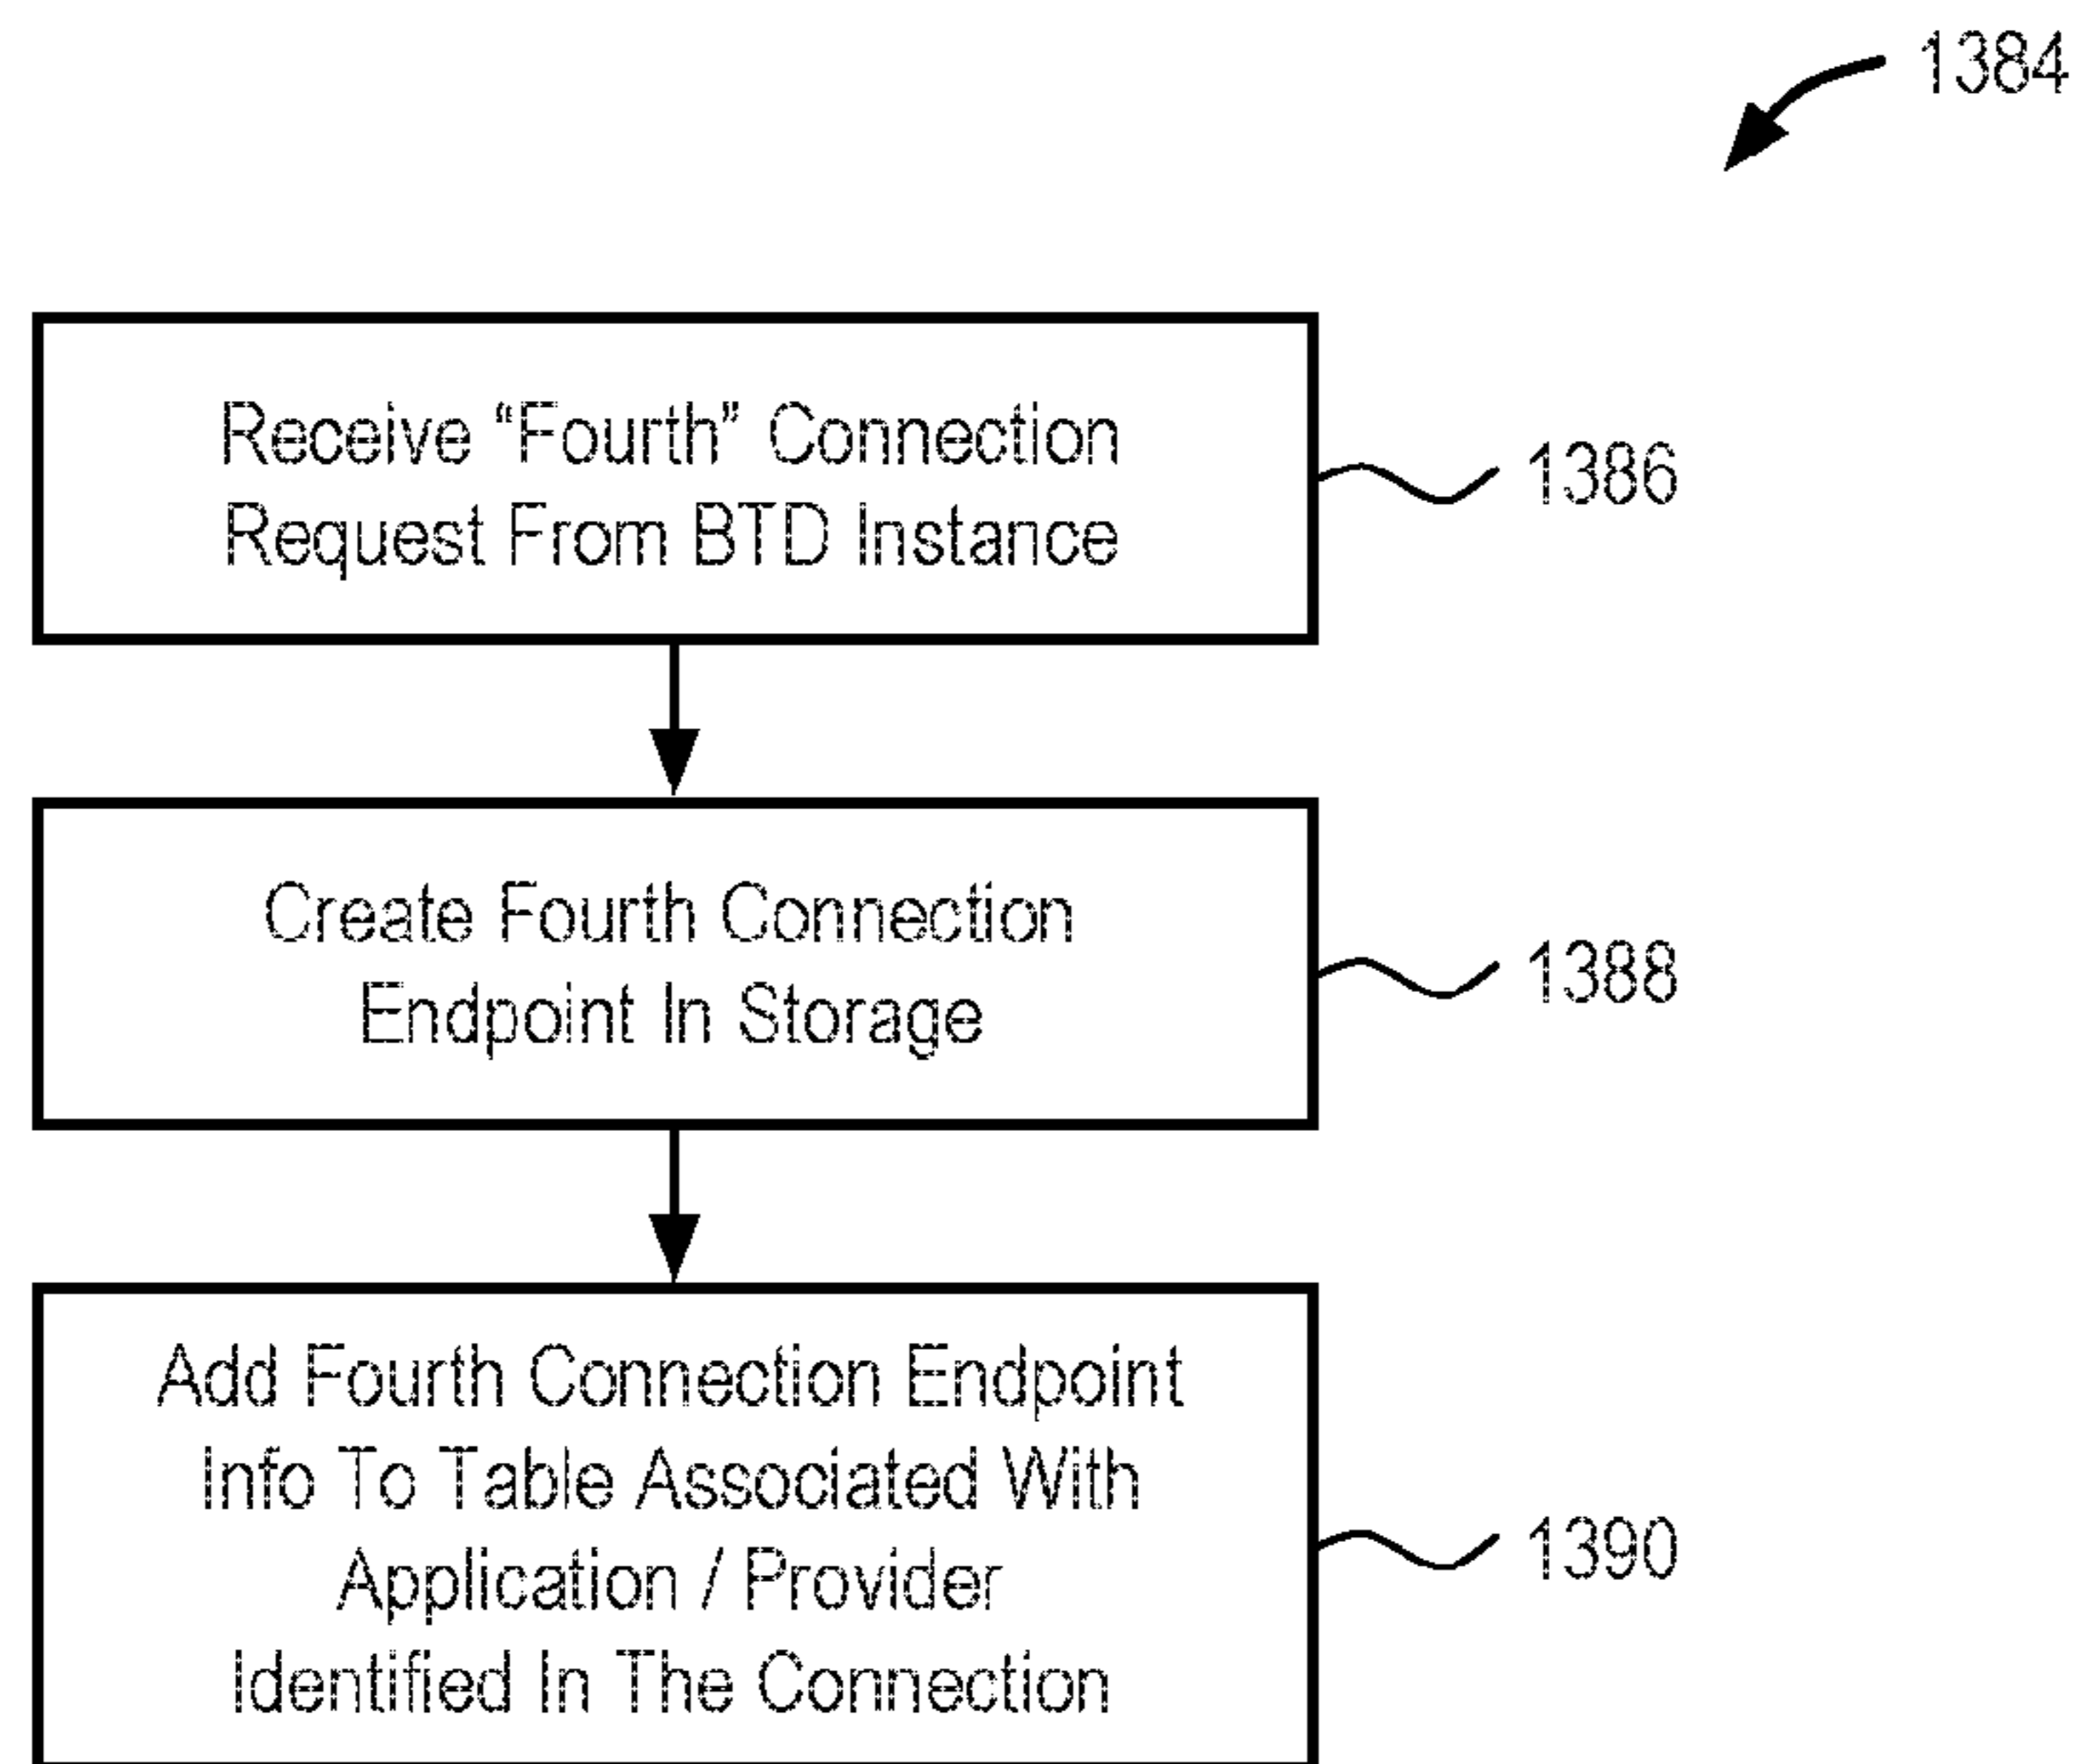 1384
Receive “Fourth” Connection
Request From BTD Instance
1386
Create Fourth Connection
Endpoint In Storage
1388
Add Fourth Connection Endpoint
Info To Table Associated With
Application / Provider
Identified In The Connection
1390